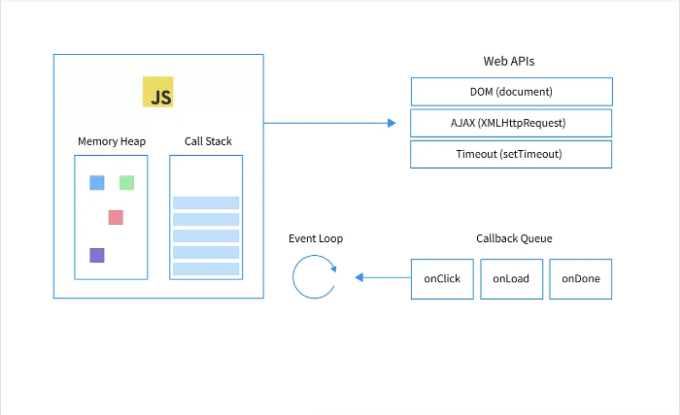 JS
Memory Heap
Call Stack
Web APIs
DOM (document)
AJAX (XMLHttpRequest)
Timeout (setTimeout)
Event Loop
Callback Queue
onClick
onLoad
onDone